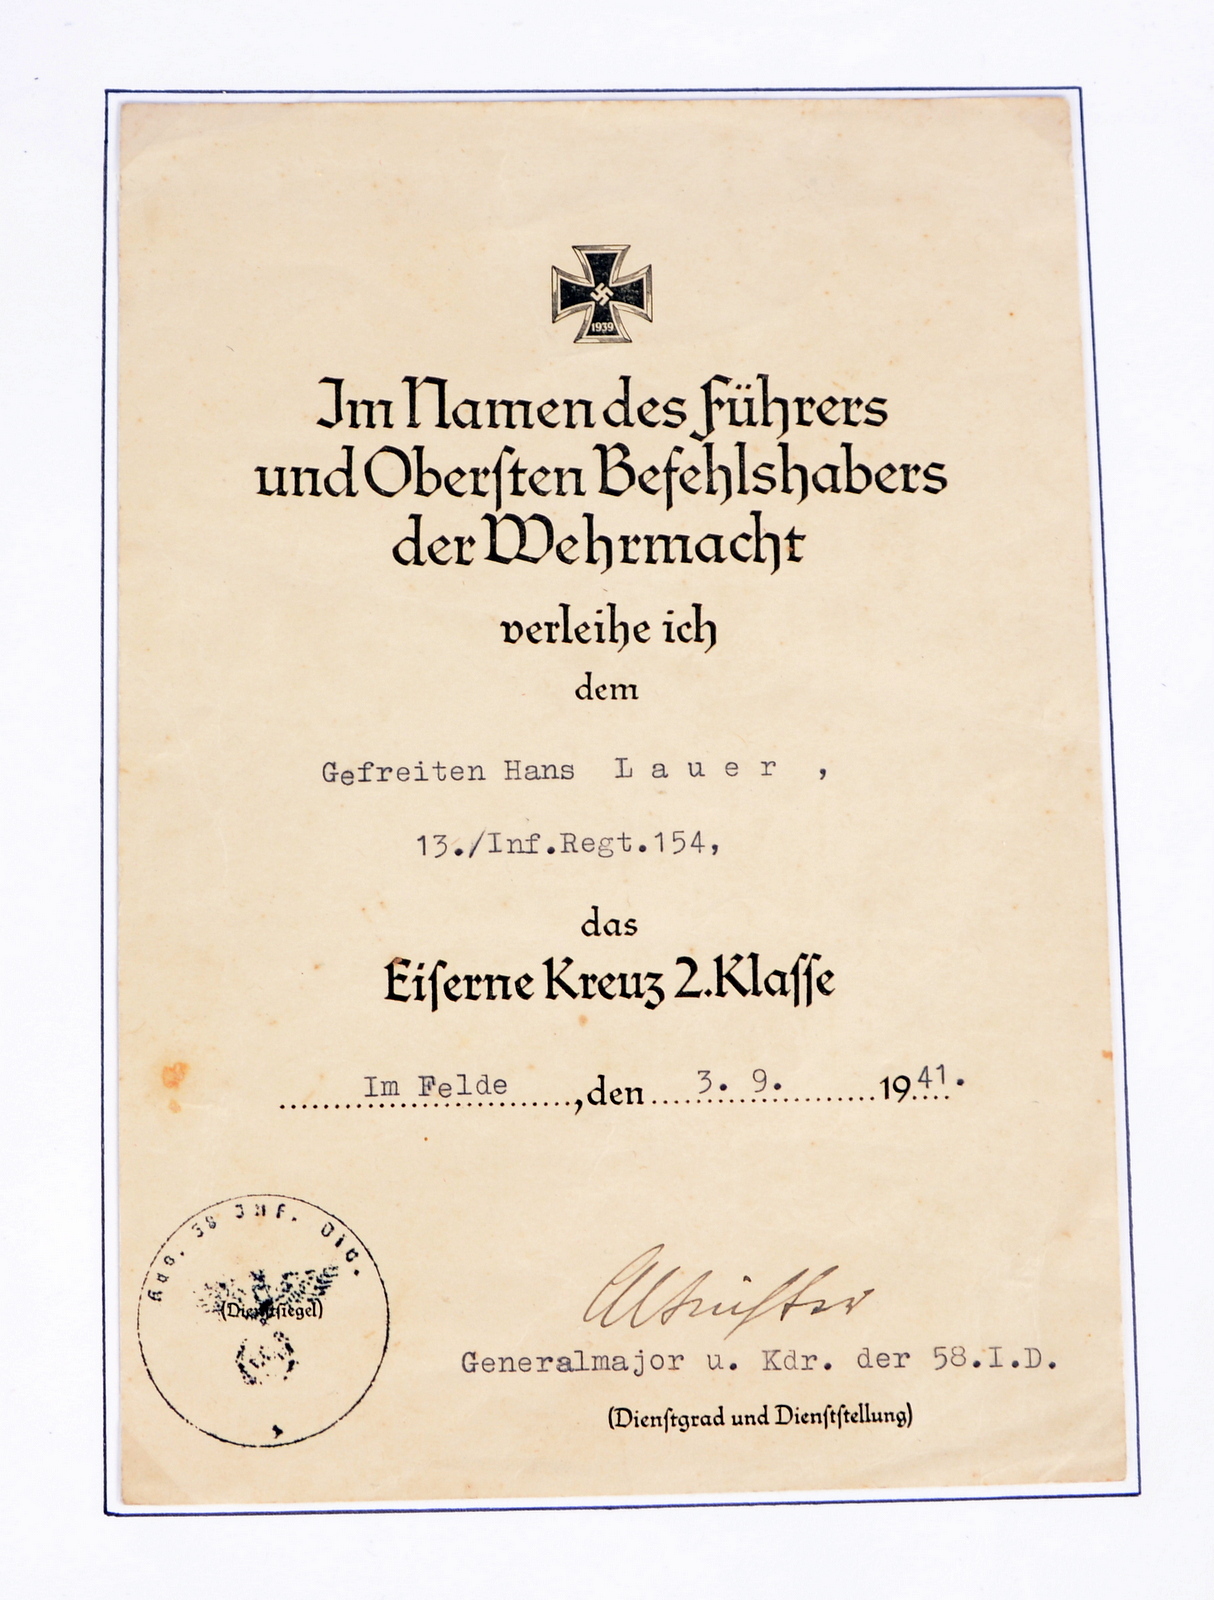 1939
Im Namen des Führers
und Oberſten Befehlshabers
der Wehrmacht
verleihe ich
dem
Gefreiten Hans L a u e r ,
13./Inf.Regt.154,
das
Eiſerne Kreuz 2.Klaſſe
Im Felde ,den 3. 9. 1941.
Inf. Div.
(Dienſtſiegel)
Generalmajor u. Kdr. der 58.I.D.
(Dienſtgrad und Dienſtſtellung)